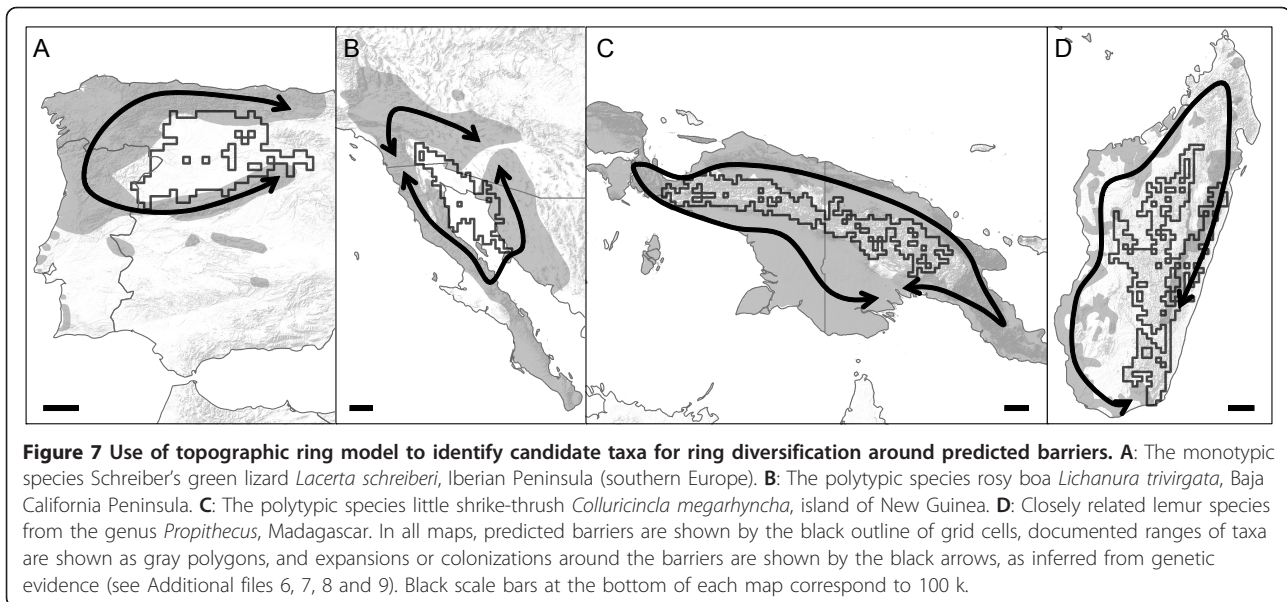 A
B
C
D
Figure 7 Use of topographic ring model to identify candidate taxa for ring diversification around predicted barriers. A: The monotypic
species Schreiber's green lizard Lacerta schreiberi, Iberian Peninsula (southern Europe). B: The polytypic species rosy boa Lichanura trivirgata, Baja
California Peninsula. C: The polytypic species little shrike-thrush Colluricincla megarhyncha, island of New Guinea. D: Closely related lemur species
from the genus Propithecus, Madagascar. In all maps, predicted barriers are shown by the black outline of grid cells, documented ranges of taxa
are shown as gray polygons, and expansions or colonizations around the barriers are shown by the black arrows, as inferred from genetic
evidence (see Additional files 6, 7, 8 and 9). Black scale bars at the bottom of each map correspond to 100 k.